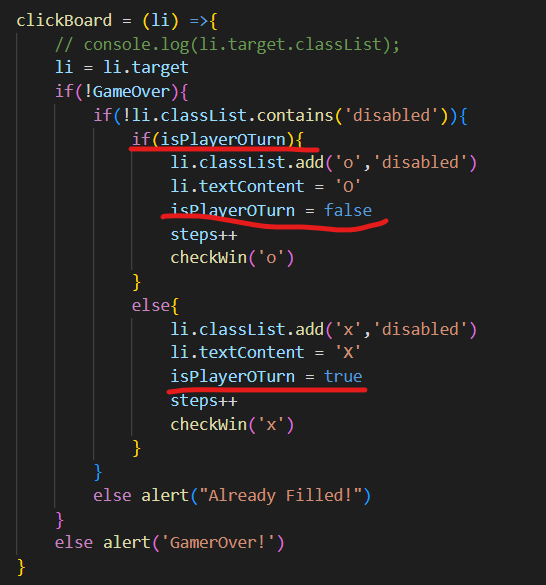 clickBoard = (li) =>{
// console.log(li.target.classList);
li = li.target
if(!GameOver){
if(!li.classList.contains('disabled')){
if(isPlayerOTurn){
li.classList.add('o','disabled')
li.textContent = 'O'
isPlayerOTurn = false
steps++
checkWin('o')
}
else{
li.classList.add('x','disabled')
li.textContent = 'X'
isPlayerOTurn = true
steps++
checkWin('x')
}
}
else alert("Already Filled!")
}
else alert('GamerOver!')
}